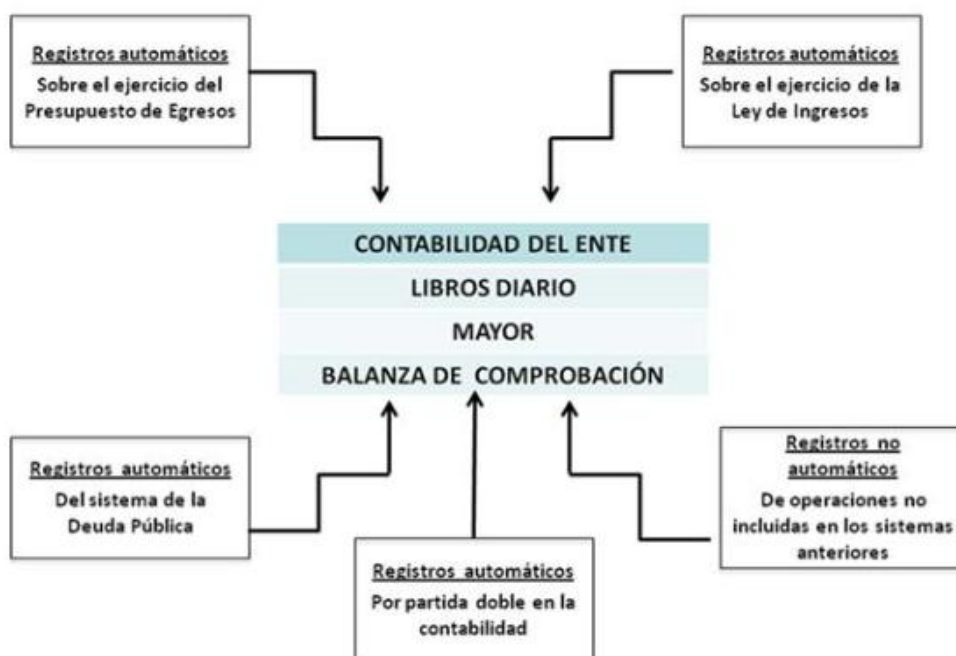 Registros automáticos
Sobre el ejercicio del
Presupuesto de Egresos
Registros automáticos
Sobre el ejercicio de la
Ley de Ingresos
CONTABILIDAD DEL ENTE
LIBROS DIARIO
MAYOR
BALANZA DE COMPROBACIÓN
Registros automáticos
Del sistema de la
Deuda Pública
Registros automáticos
Por partida doble en la
contabilidad
Registros no
automáticos
De operaciones no
incluidas en los sistemas
anteriores